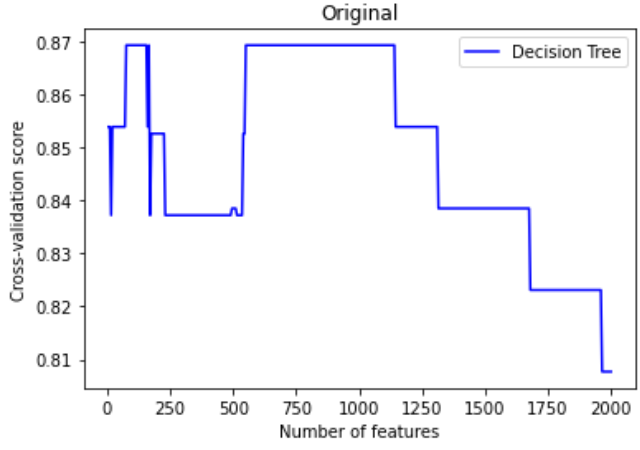 Original
0.87
0.86
0.85
0.84
0.83
0.82
0.81
Cross-validation score
Decision Tree
0 250 500 750 1000 1250 1500 1750 2000
Number of features